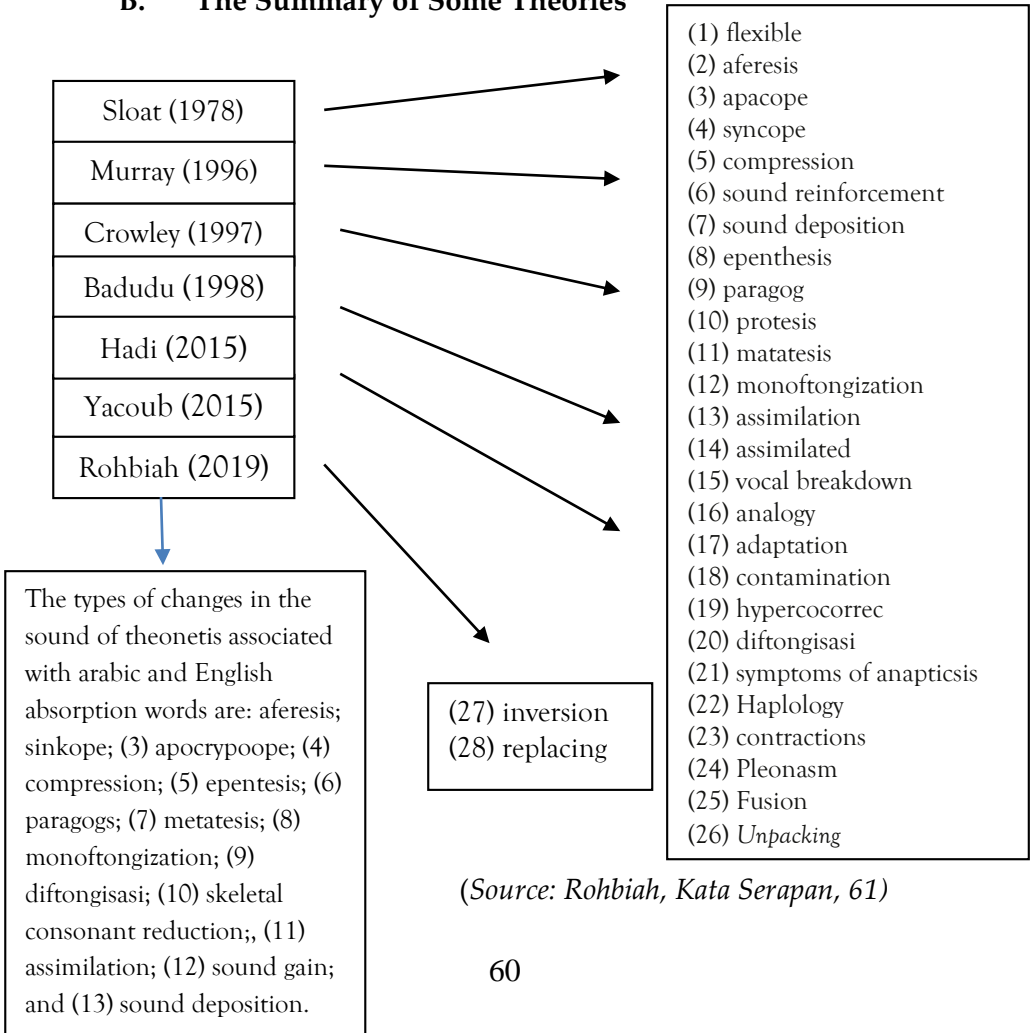 B. The Summary of Some Theories
Sloat (1978)
Murray (1996)
Crowley (1997)
Badudu (1998)
Hadi (2015)
Yacoub (2015)
Rohbiah (2019)
The types of changes in the
sound of theonetis associated
with arabic and English
absorption words are: aferesis;
sinkope; (3) apocrypoope; (4)
compression; (5) epentesis; (6)
paragogs; (7) metatesis; (8)
monoftongization; (9)
diftongisasi; (10) skeletal
consonant reduction;, (11)
assimilation; (12) sound gain;
and (13) sound deposition.
(27) inversion
(28) replacing
(1) flexible
(2) aferesis
(3) apacope
(4) syncope
(5) compression
(6) sound reinforcement
(7) sound deposition
(8) epenthesis
(9) paragog
(10) protesis
(11) matatesis
(12) monoftongization
(13) assimilation
(14) assimilated
(15) vocal breakdown
(16) analogy
(17) adaptation
(18) contamination
(19) hypercocorrec
(20) diftongisasi
(21) symptoms of anapticsis
(22) Haplology
(23) contractions
(24) Pleonasm
(25) Fusion
(26) Unpacking
(Source: Rohbiah, Kata Serapan, 61)
60